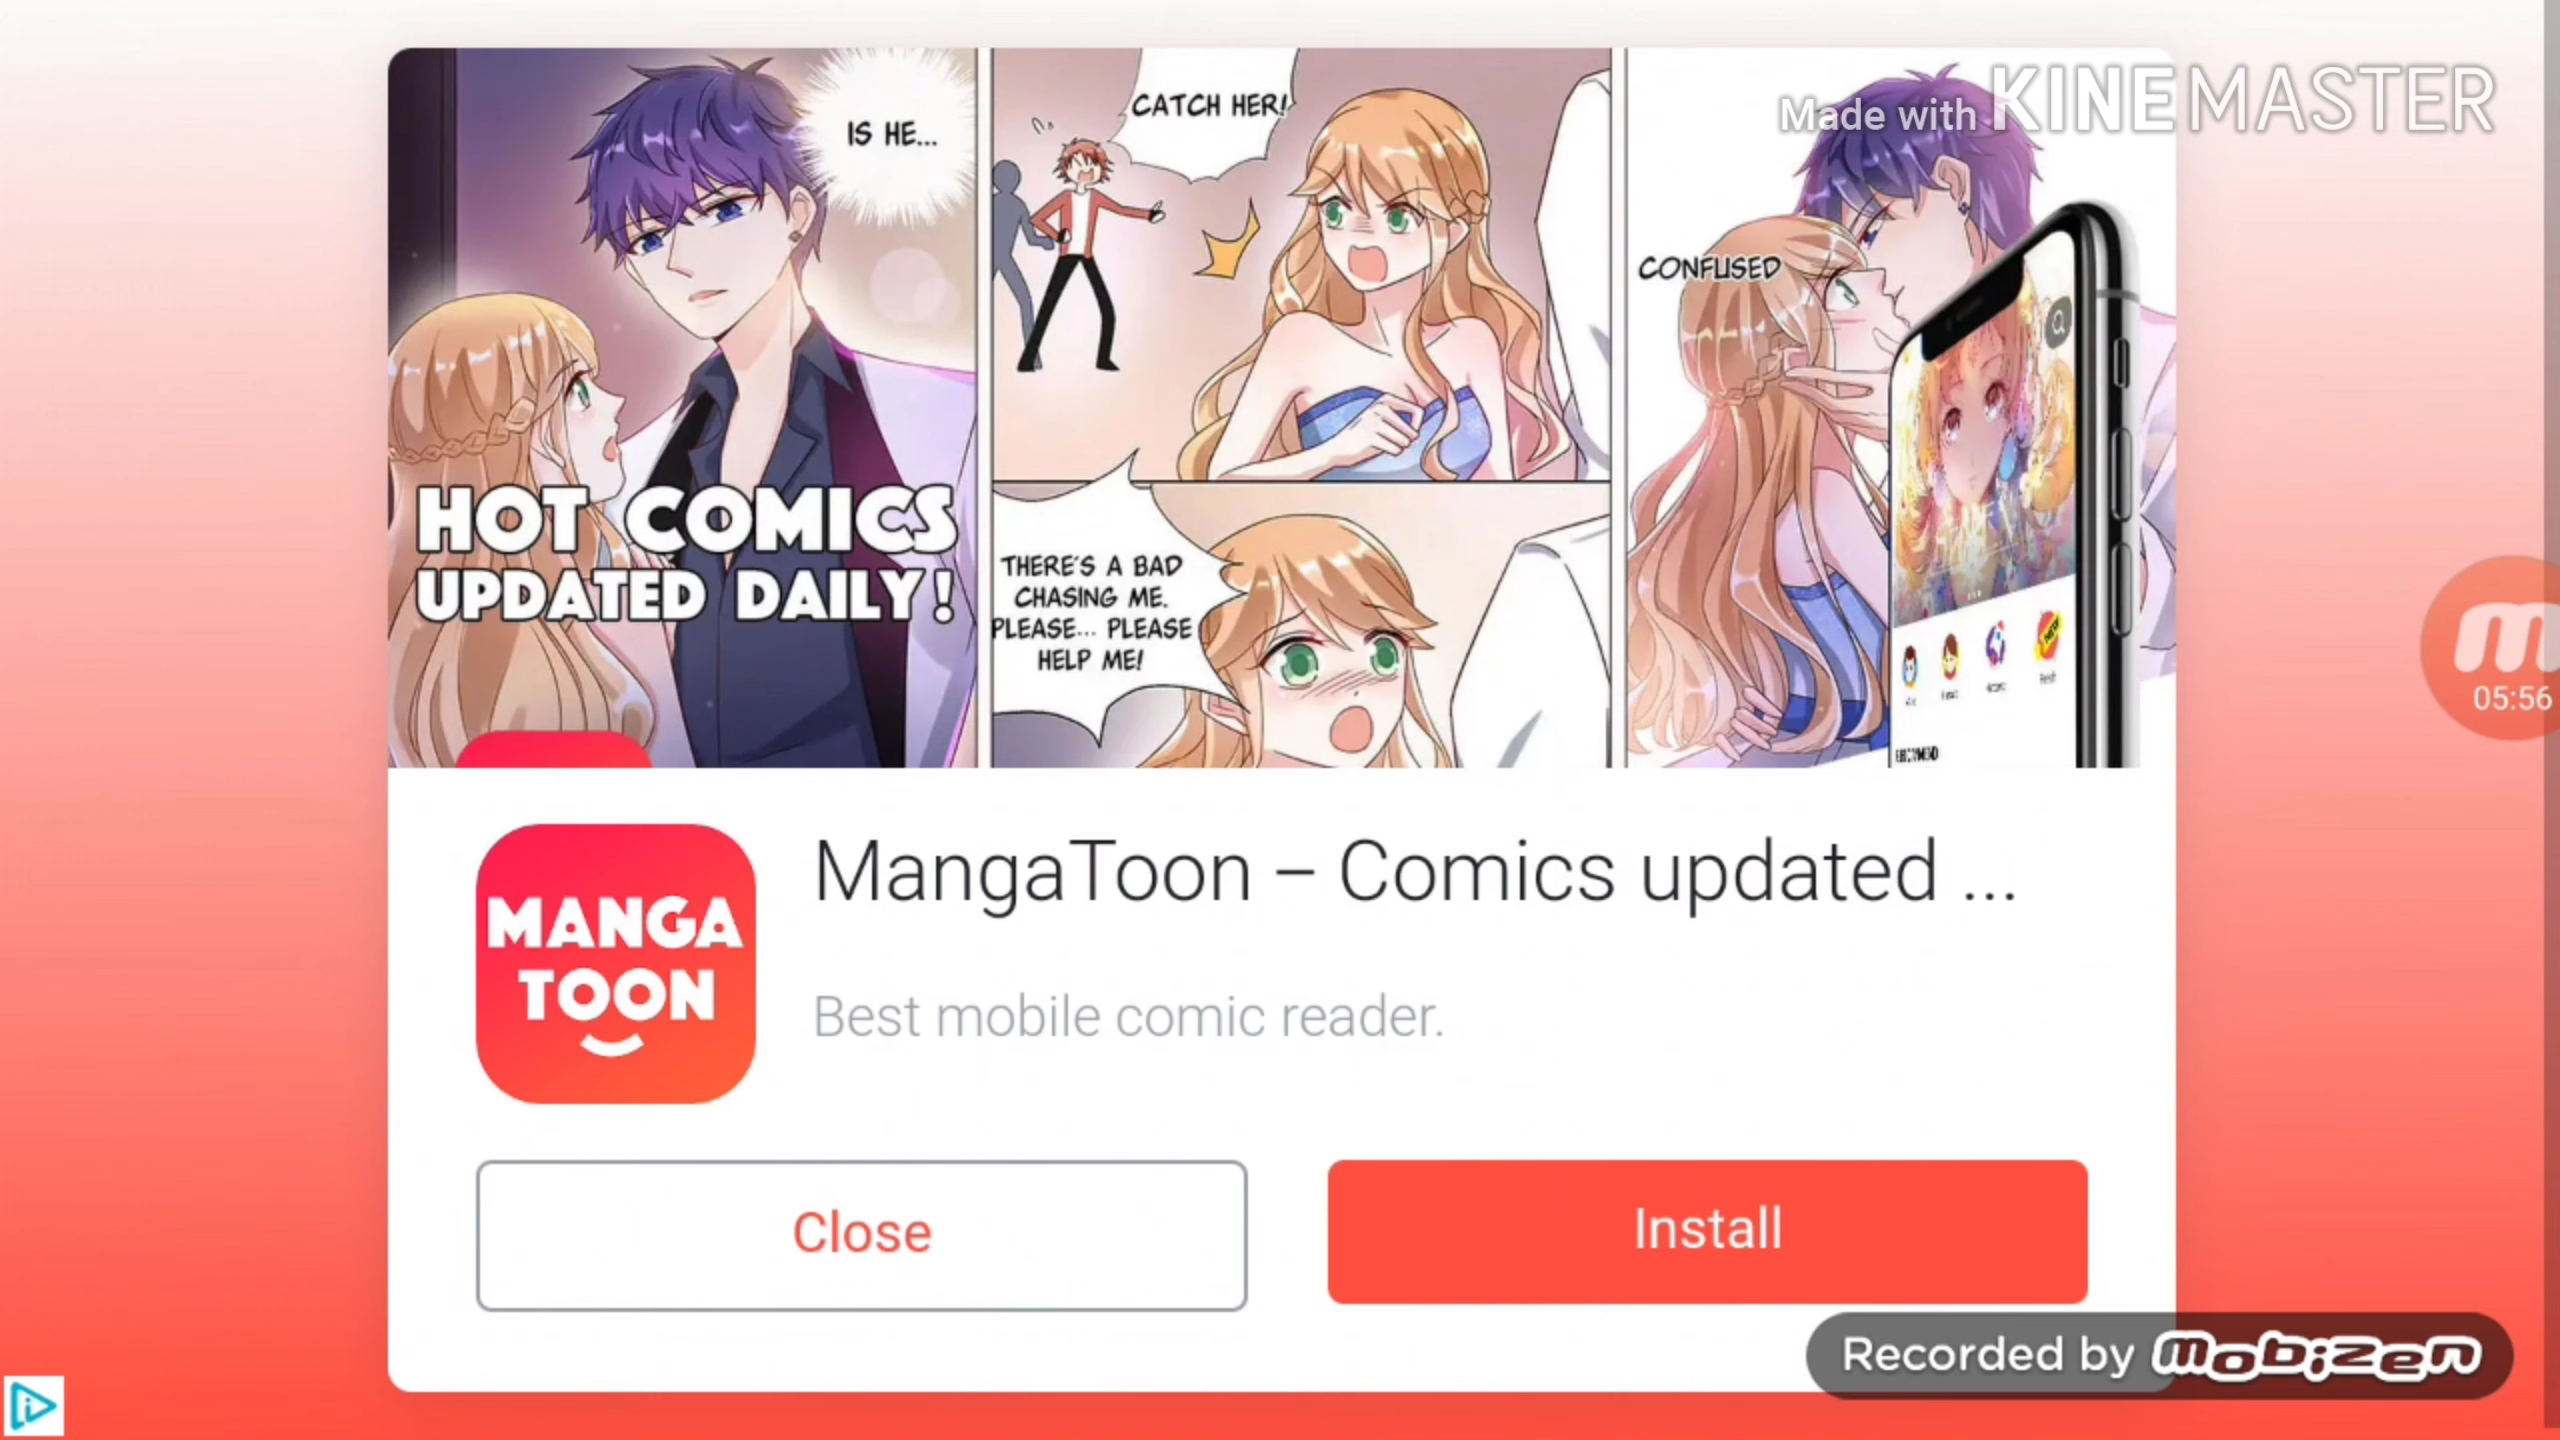 IS HE...
CATCH HER!
Made with KINEMASTER
CONFUSED
HOT COMICS
UPDATED DAILY!
THERE'S A BAD
CHASING ME.
PLEASE... PLEASE
HELP ME!
05:56
MANGA
TOON
MangaToon – Comics updated ...
Best mobile comic reader.
Close
Install
Recorded by mobizen